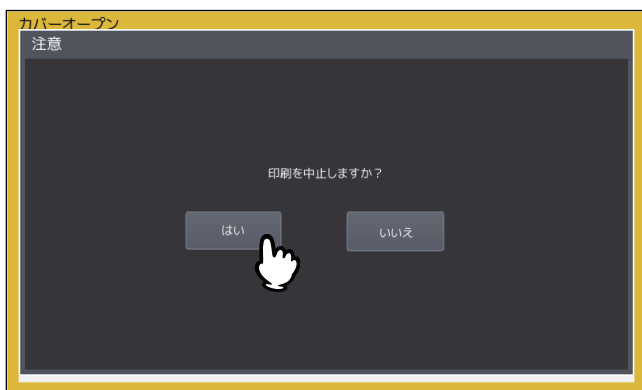 カバーオープン
注意
印刷を中止しますか？
はい
いいえ